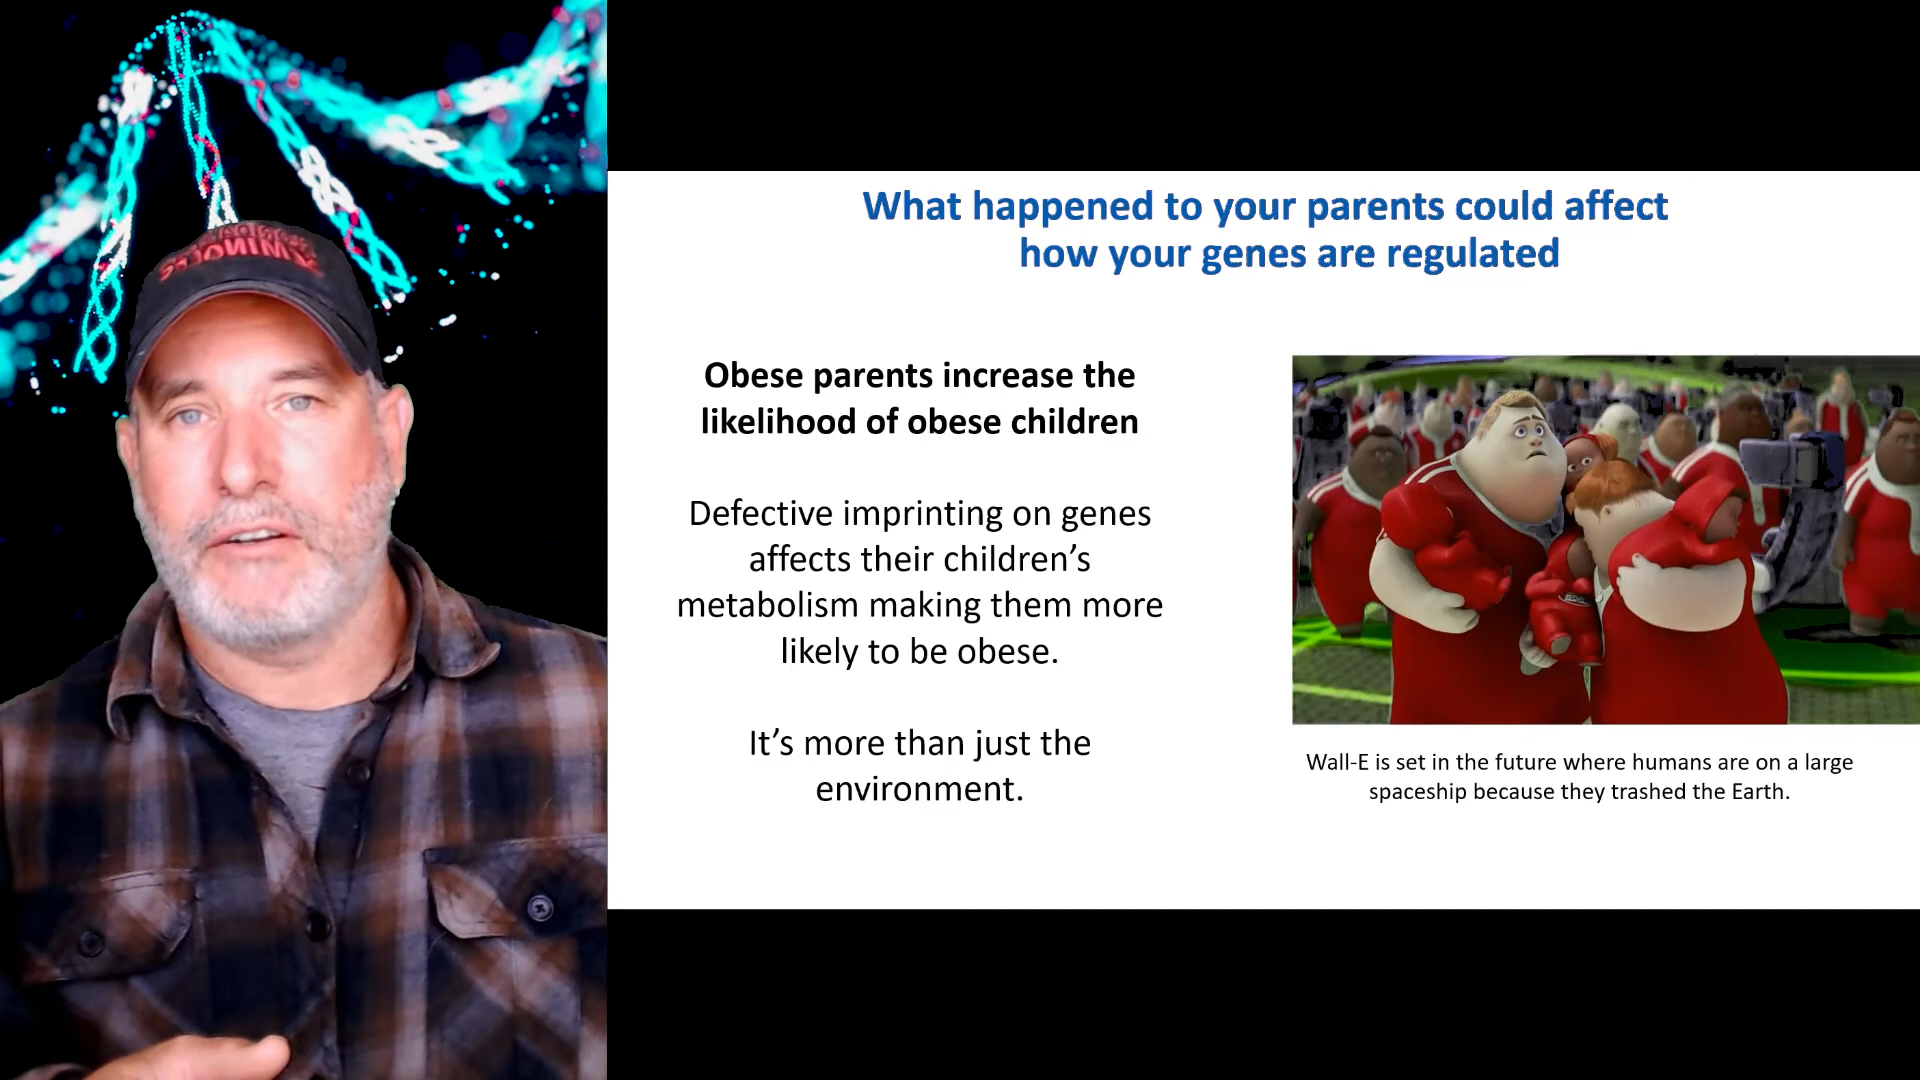 What happened to your parents could affect
how your genes are regulated
Obese parents increase the
likelihood of obese children
Defective imprinting on genes
affects their children’s
metabolism making them more
likely to be obese.
It’s more than just the
environment.
Wall-E is set in the future where humans are on a large
spaceship because they trashed the Earth.